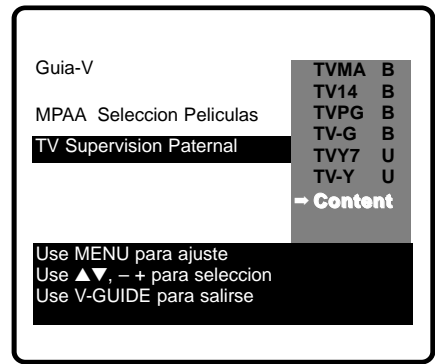 Guia-V
MPAA Seleccion Peliculas
TV Supervision Paternal
TVMA B
TV14 B
TVPG B
TV-G B
TVY7 U
TV-Y U
➡ Content
Use MENU para ajuste
Use ▲▼, – + para seleccion
Use V-GUIDE para salirse